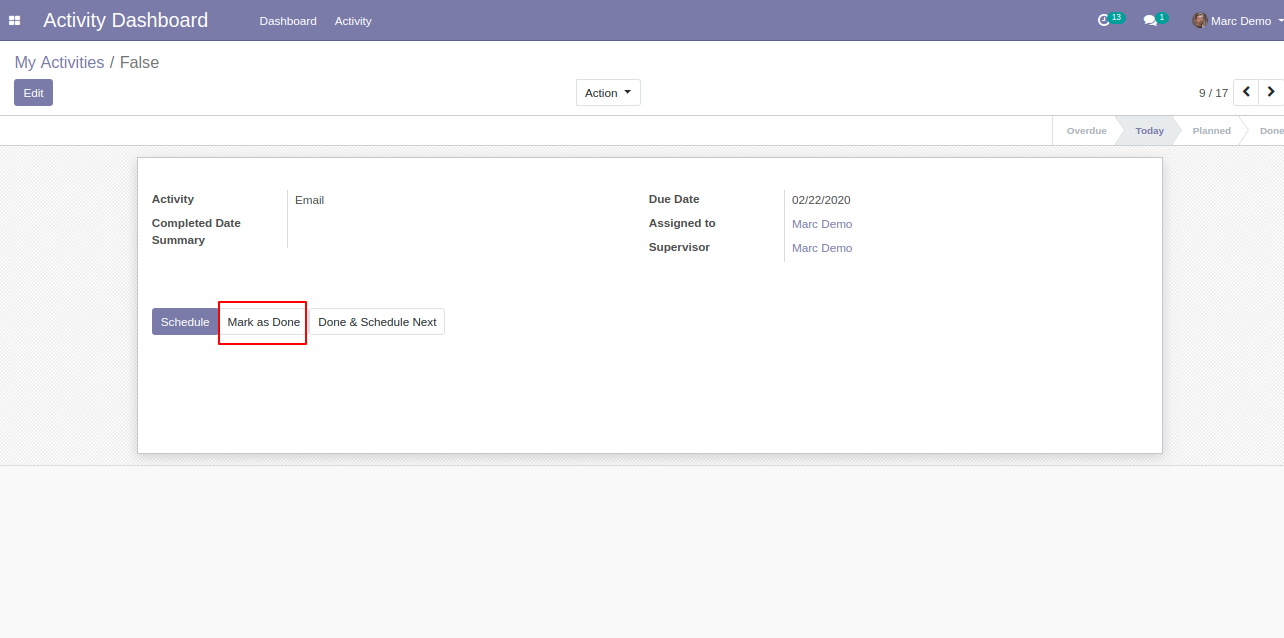 Activity Dashboard Dashboard Activity 13 1 Marc Demo
My Activities / False
Edit Action 9 / 17
Overdue Today Planned Done
Activity Email Due Date 02/22/2020
Completed Date Assigned to Marc Demo
Summary Supervisor Marc Demo
Schedule Mark as Done Done & Schedule Next